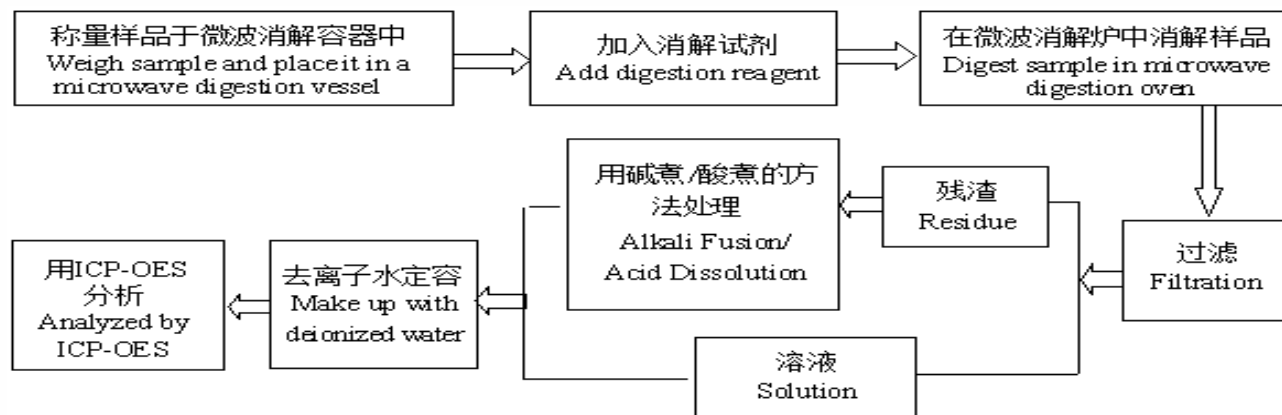 称量样品于微波消解容器中
Weigh sample and place it in a
microwave digestion vessel
加入消解试剂
Add digestion reagent
在微波消解炉中消解样品
Digest sample in microwave
digestion oven
过滤
Filtration
残渣
Residue
用碱煮/酸煮的方
法处理
Alkali Fusion/
Acid Dissolution
溶液
Solution
去离子水定容
Make up with
deionized water
用ICP-OES
分析
Analyzed by
ICP-OES